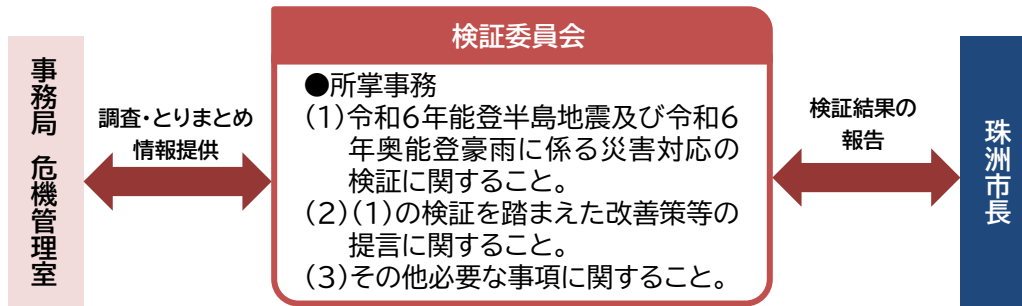 事務局 危機管理室
調査・とりまとめ
情報提供
検証委員会
●所掌事務
(1)令和6年能登半島地震及び令和6
年奥能登豪雨に係る災害対応の
検証に関すること。
(2)(1)の検証を踏まえた改善策等の
提言に関すること。
(3)その他必要な事項に関すること。
検証結果の
報告
珠洲市長